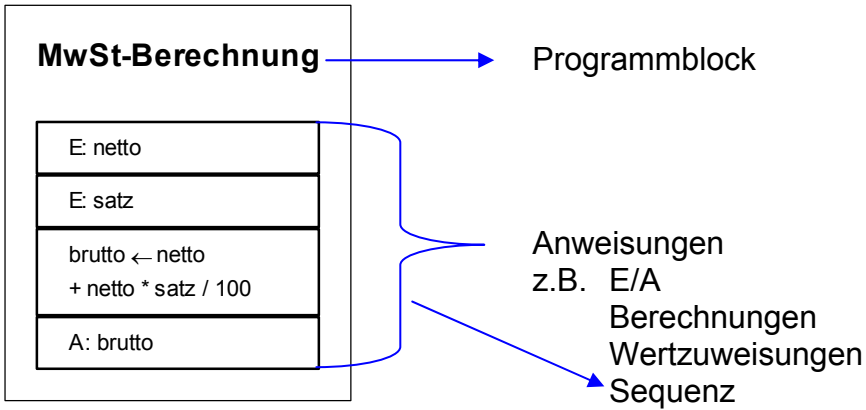 MwSt-Berechnung
Programmblock
E: netto
E: satz
brutto ← netto
+ netto * satz / 100
A: brutto
Anweisungen
z.B. E/A
Berechnungen
Wertzuweisungen
Sequenz